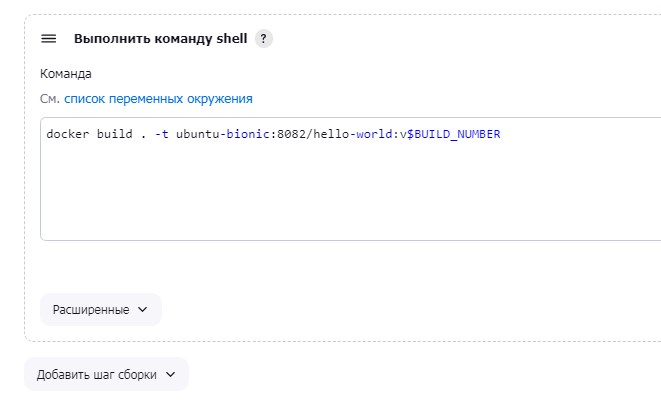 Выполнить команду shell ?
Команда
См. список переменных окружения
docker build . -t ubuntu-bionic:8082/hello-world:v$BUILD_NUMBER
Расширенные
Добавить шаг сборки